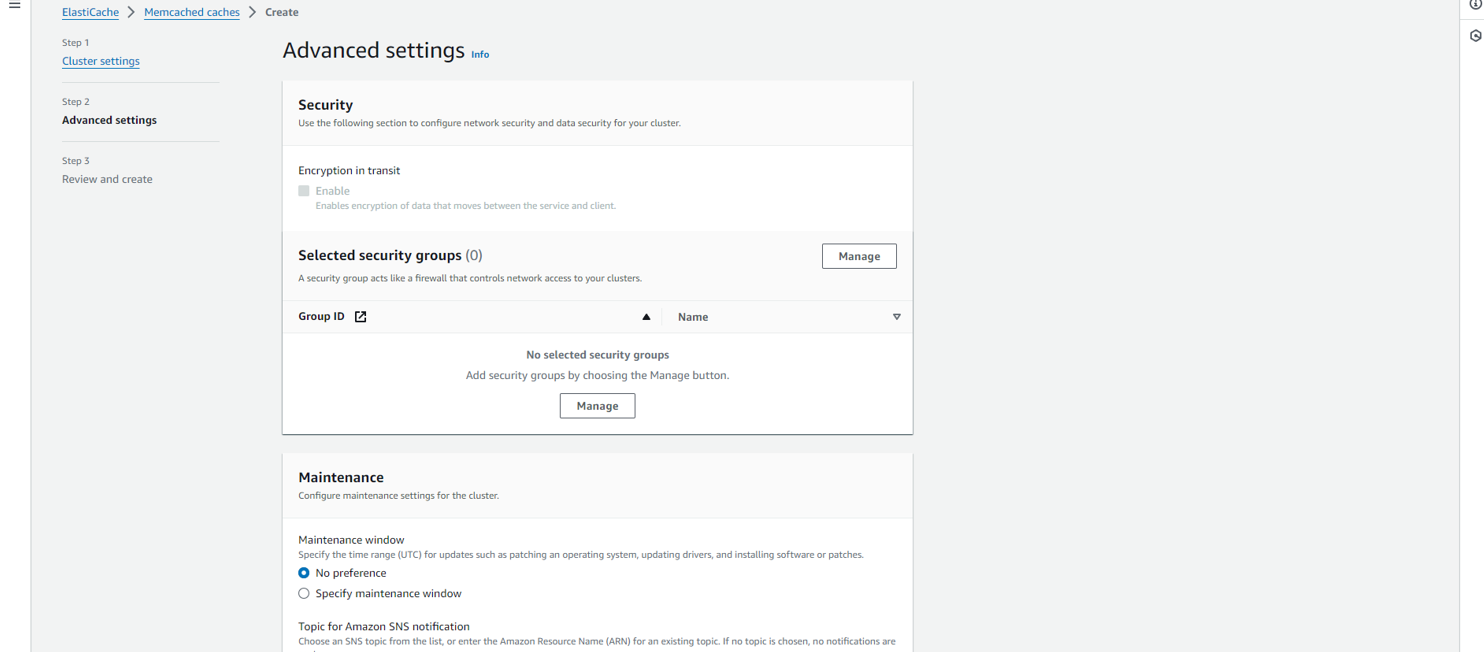 ElastiCache > Memcached caches > Create
Step 1
Cluster settings
Step 2
Advanced settings
Step 3
Review and create
Advanced settings Info
Security
Use the following section to configure network security and data security for your cluster.
Encryption in transit
Enable
Enables encryption of data that moves between the service and client.
Selected security groups (0)
Manage
A security group acts like a firewall that controls network access to your clusters.
Group ID
Name
No selected security groups
Add security groups by choosing the Manage button.
Manage
Maintenance
Configure maintenance settings for the cluster.
Maintenance window
Specify the time range (UTC) for updates such as patching an operating system, updating drivers, and installing software or patches.
No preference
Specify maintenance window
Topic for Amazon SNS notification
Choose an SNS topic from the list, or enter the Amazon Resource Name (ARN) for an existing topic. If no topic is chosen, no notifications are